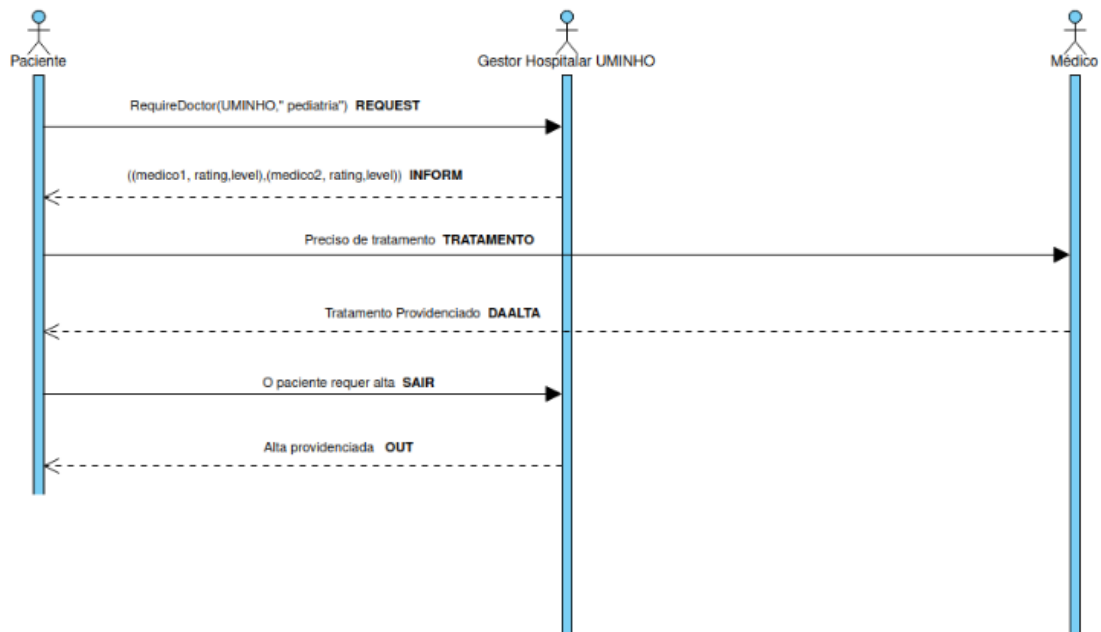 Paciente
Gestor Hospitalar UMINHO
Médico
RequireDoctor(UMINHO," pediatria") REQUEST
((medico1, rating,level),(medico2, rating,level)) INFORM
Preciso de tratamento TRATAMENTO
Tratamento Providenciado DAALTA
O paciente requer alta SAIR
Alta providenciada OUT